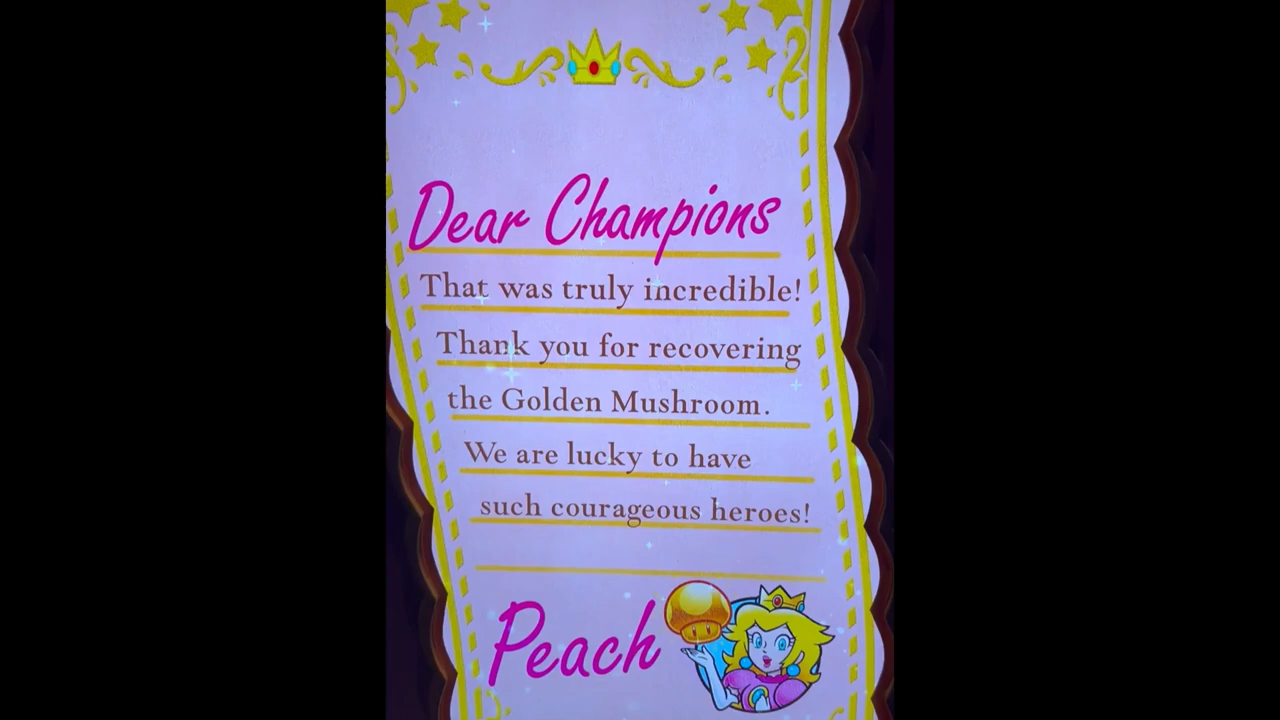 Dear Champions
That was truly incredible!
Thank you for recovering
the Golden Mushroom.
We are lucky to have
such courageous heroes!
Peach